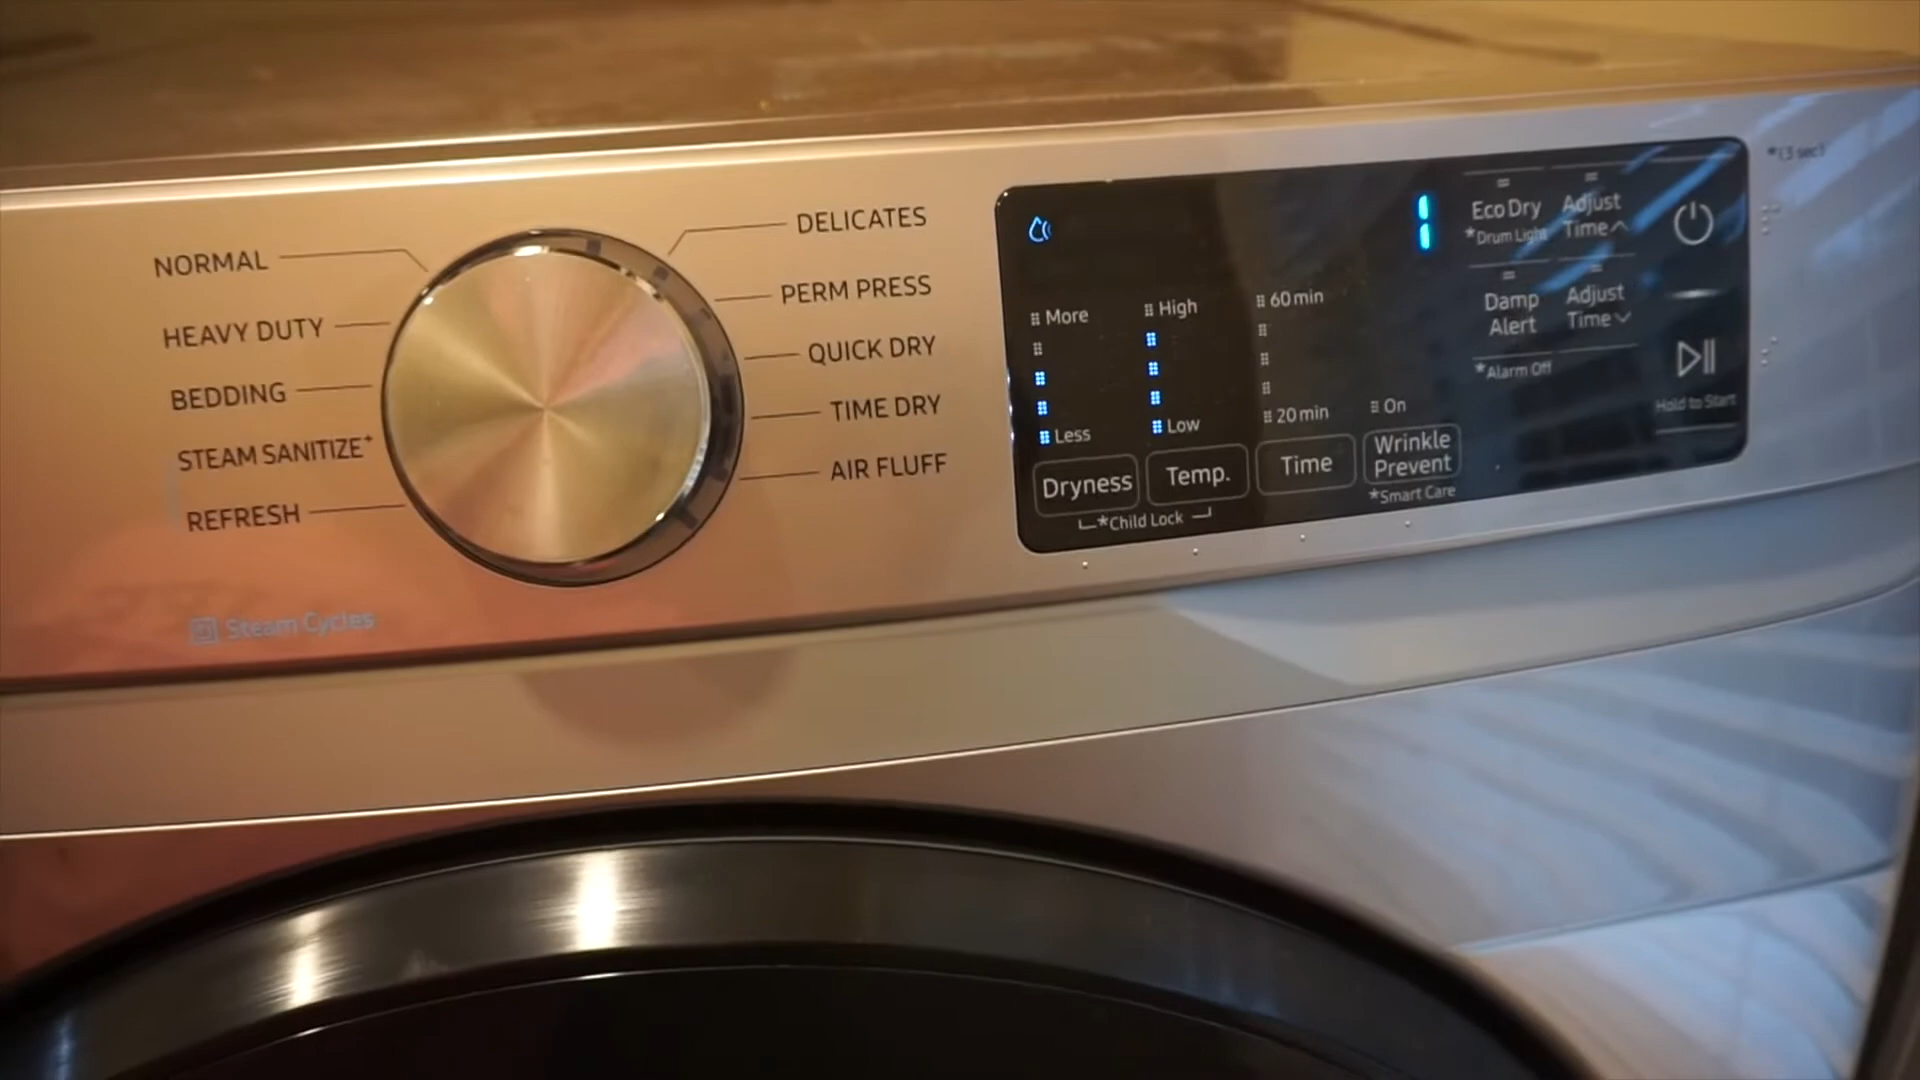 NORMAL
HEAVY DUTY
BEDDING
STEAM SANITIZE*
REFRESH
Steam Cycles
DELICATES
PERM PRESS
QUICK DRY
TIME DRY
AIR FLUFF
More
Less
Dryness
High
Low
Temp.
*Child Lock
60 min
20 min
Time
On
Wrinkle
Prevent
*Smart Care
1
Eco Dry
*Drum Light
Adjust
Time
Damp
Alert
*Alarm Off
Adjust
Time
Hold to Start
*(3 sec)